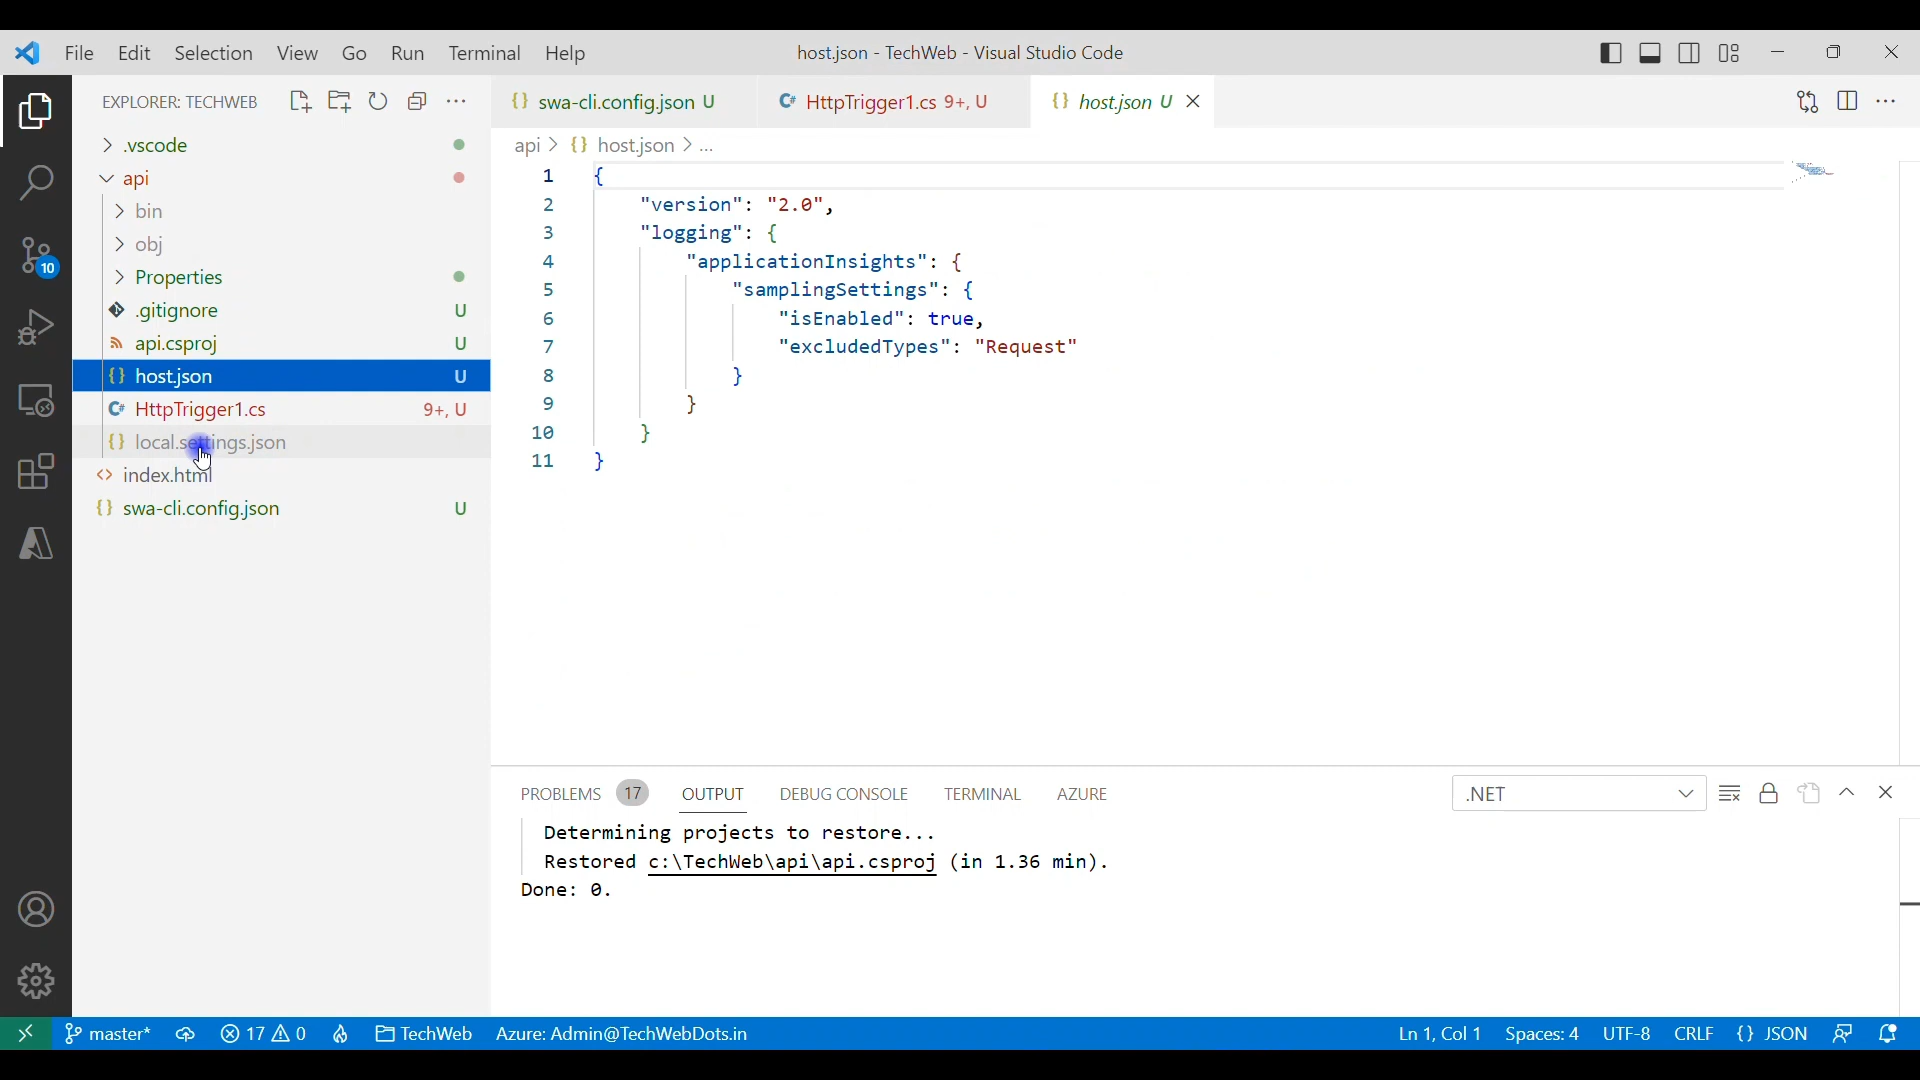 File Edit Selection View Go Run Terminal Help host.json - TechWeb - Visual Studio Code
EXPLORER: TECHWEB
swa-cli.config.json U HttpTrigger1.cs 9+, U host.json U
api > {} host.json > ...
.vscode
api
bin
obj
Properties
.gitignore U
api.csproj U
{} host.json U
C# HttpTrigger1.cs 9+, U
{} local.settings.json
<> index.html
{} swa-cli.config.json U
10
1 {
2 "version": "2.0",
3 "logging": {
4 "applicationInsights": {
5 "samplingSettings": {
6 "isEnabled": true,
7 "excludedTypes": "Request"
8 }
9 }
10 }
11 }
PROBLEMS 17 OUTPUT DEBUG CONSOLE TERMINAL AZURE .NET
Determining projects to restore...
Restored c:\TechWeb\api\api.csproj (in 1.36 min).
Done: 0.
master* 17 0 TechWeb Azure: Admin@TechWebDots.in Ln 1, Col 1 Spaces: 4 UTF-8 CRLF {} JSON